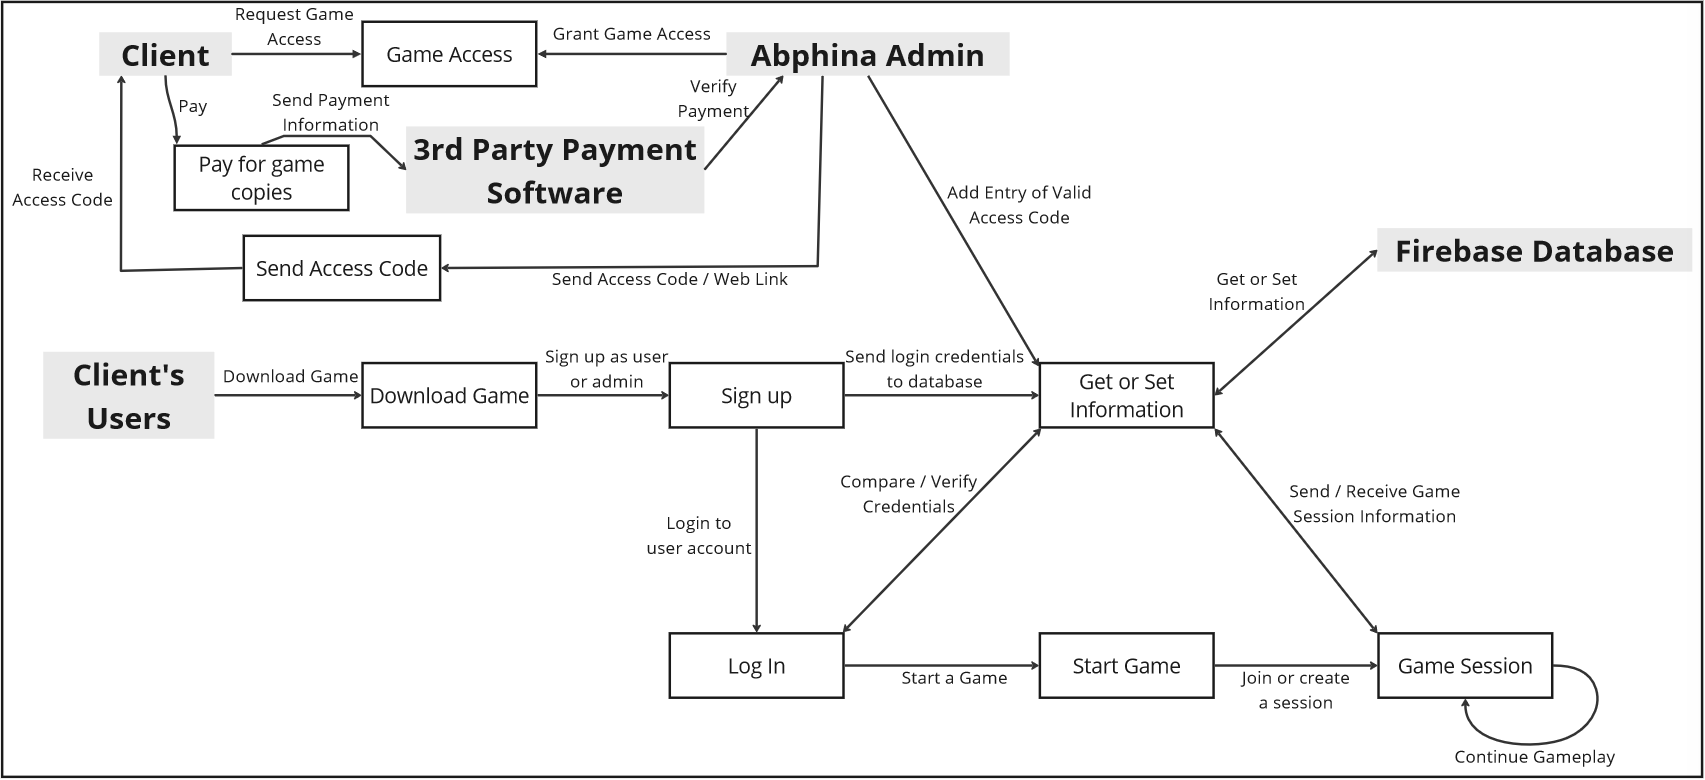 Request Game
Access
Client
Game Access
Grant Game Access
Abphina Admin
Pay
Send Payment
Information
Verify
Payment
Pay for game
copies
3rd Party Payment
Software
Receive
Access Code
Send Access Code
Send Access Code / Web Link
Add Entry of Valid
Access Code
Firebase Database
Get or Set
Information
Client's
Users
Download Game
Download Game
Sign up as user
or admin
Sign up
Send login credentials
to database
Get or Set
Information
Login to
user account
Compare / Verify
Credentials
Send / Receive Game
Session Information
Log In
Start a Game
Start Game
Join or create
a session
Game Session
Continue Gameplay